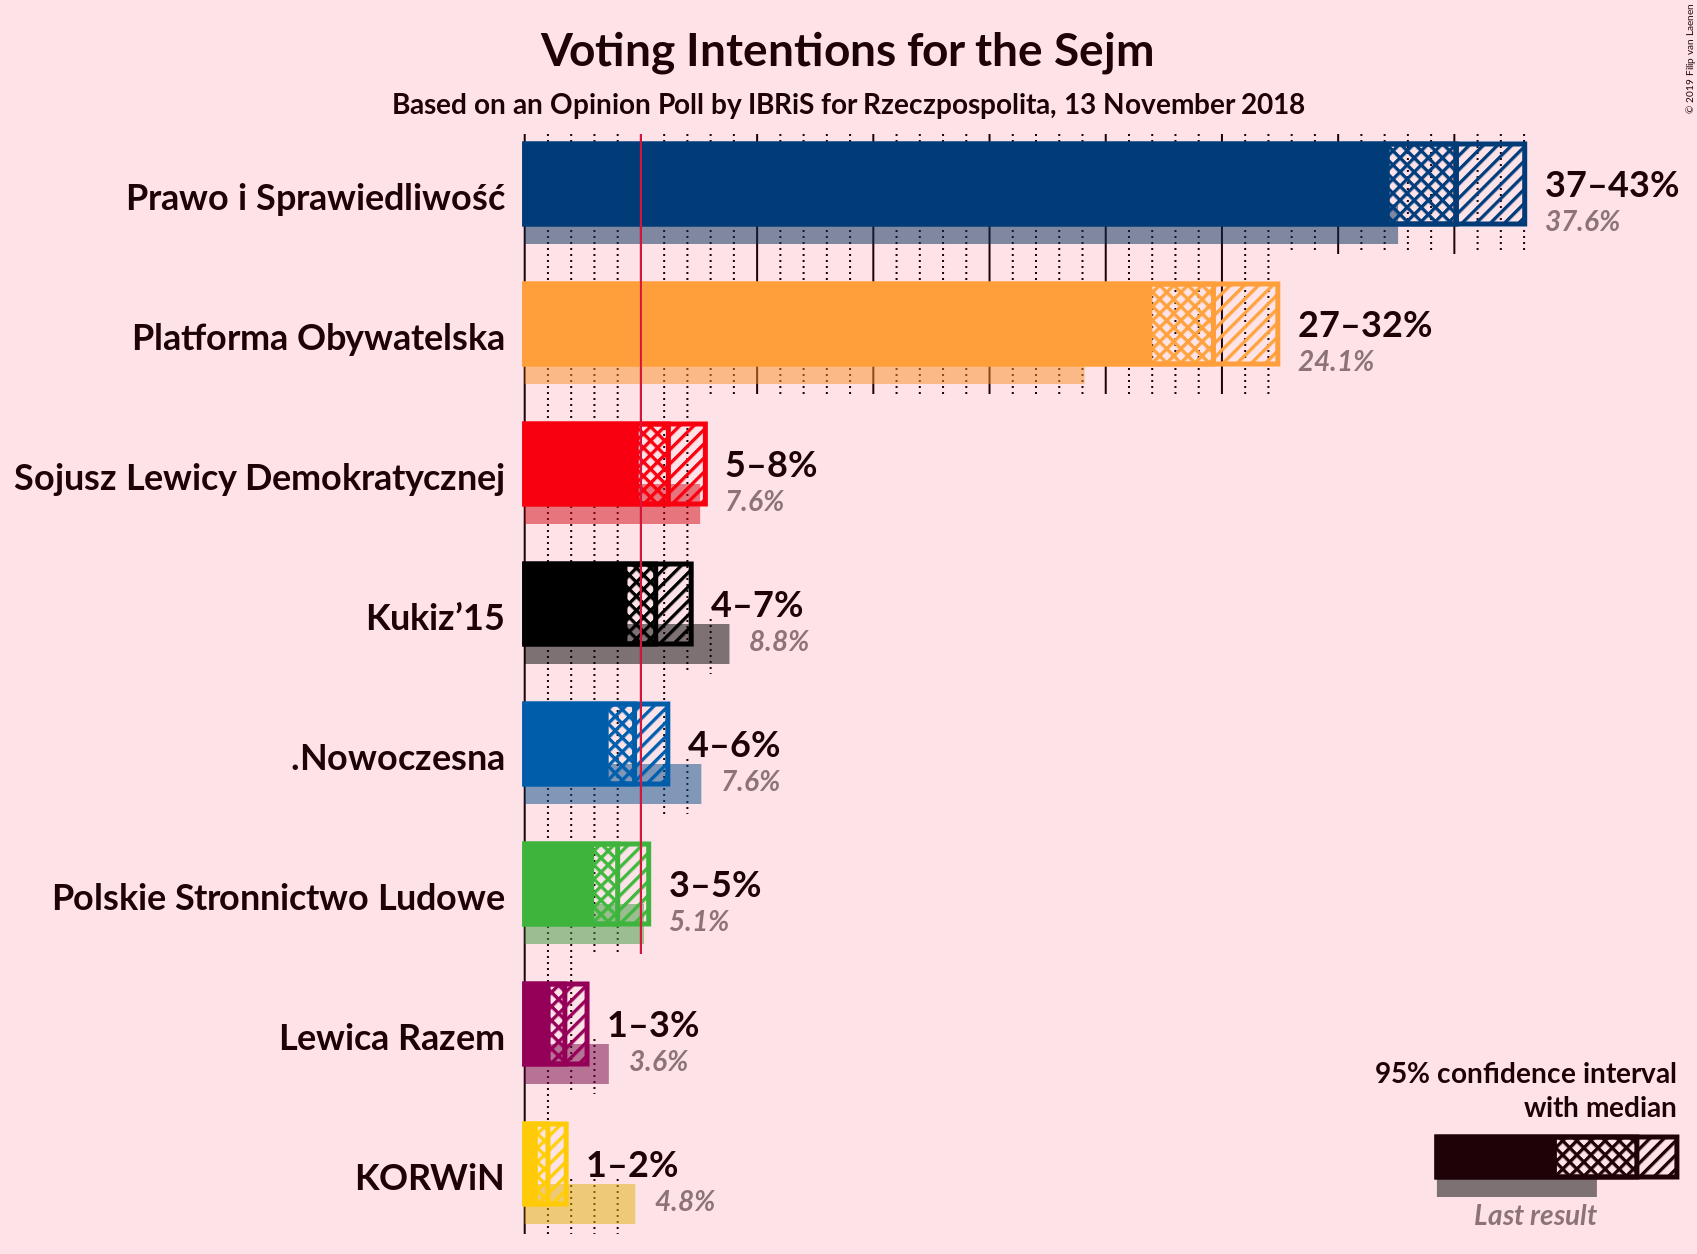 Voting Intentions for the Sejm
Based on an Opinion Poll by IBRiS for Rzeczpospolita, 13 November 2018
© 2019 Filip van Laenen
Prawo i Sprawiedliwość
37–43%
37.6%
Platforma Obywatelska
27–32%
24.1%
Sojusz Lewicy Demokratycznej
5–8%
7.6%
Kukiz’15
4–7%
8.8%
.Nowoczesna
4–6%
7.6%
Polskie Stronnictwo Ludowe
3–5%
5.1%
Lewica Razem
1–3%
3.6%
KORWiN
1–2%
4.8%
95% confidence interval
with median
Last result